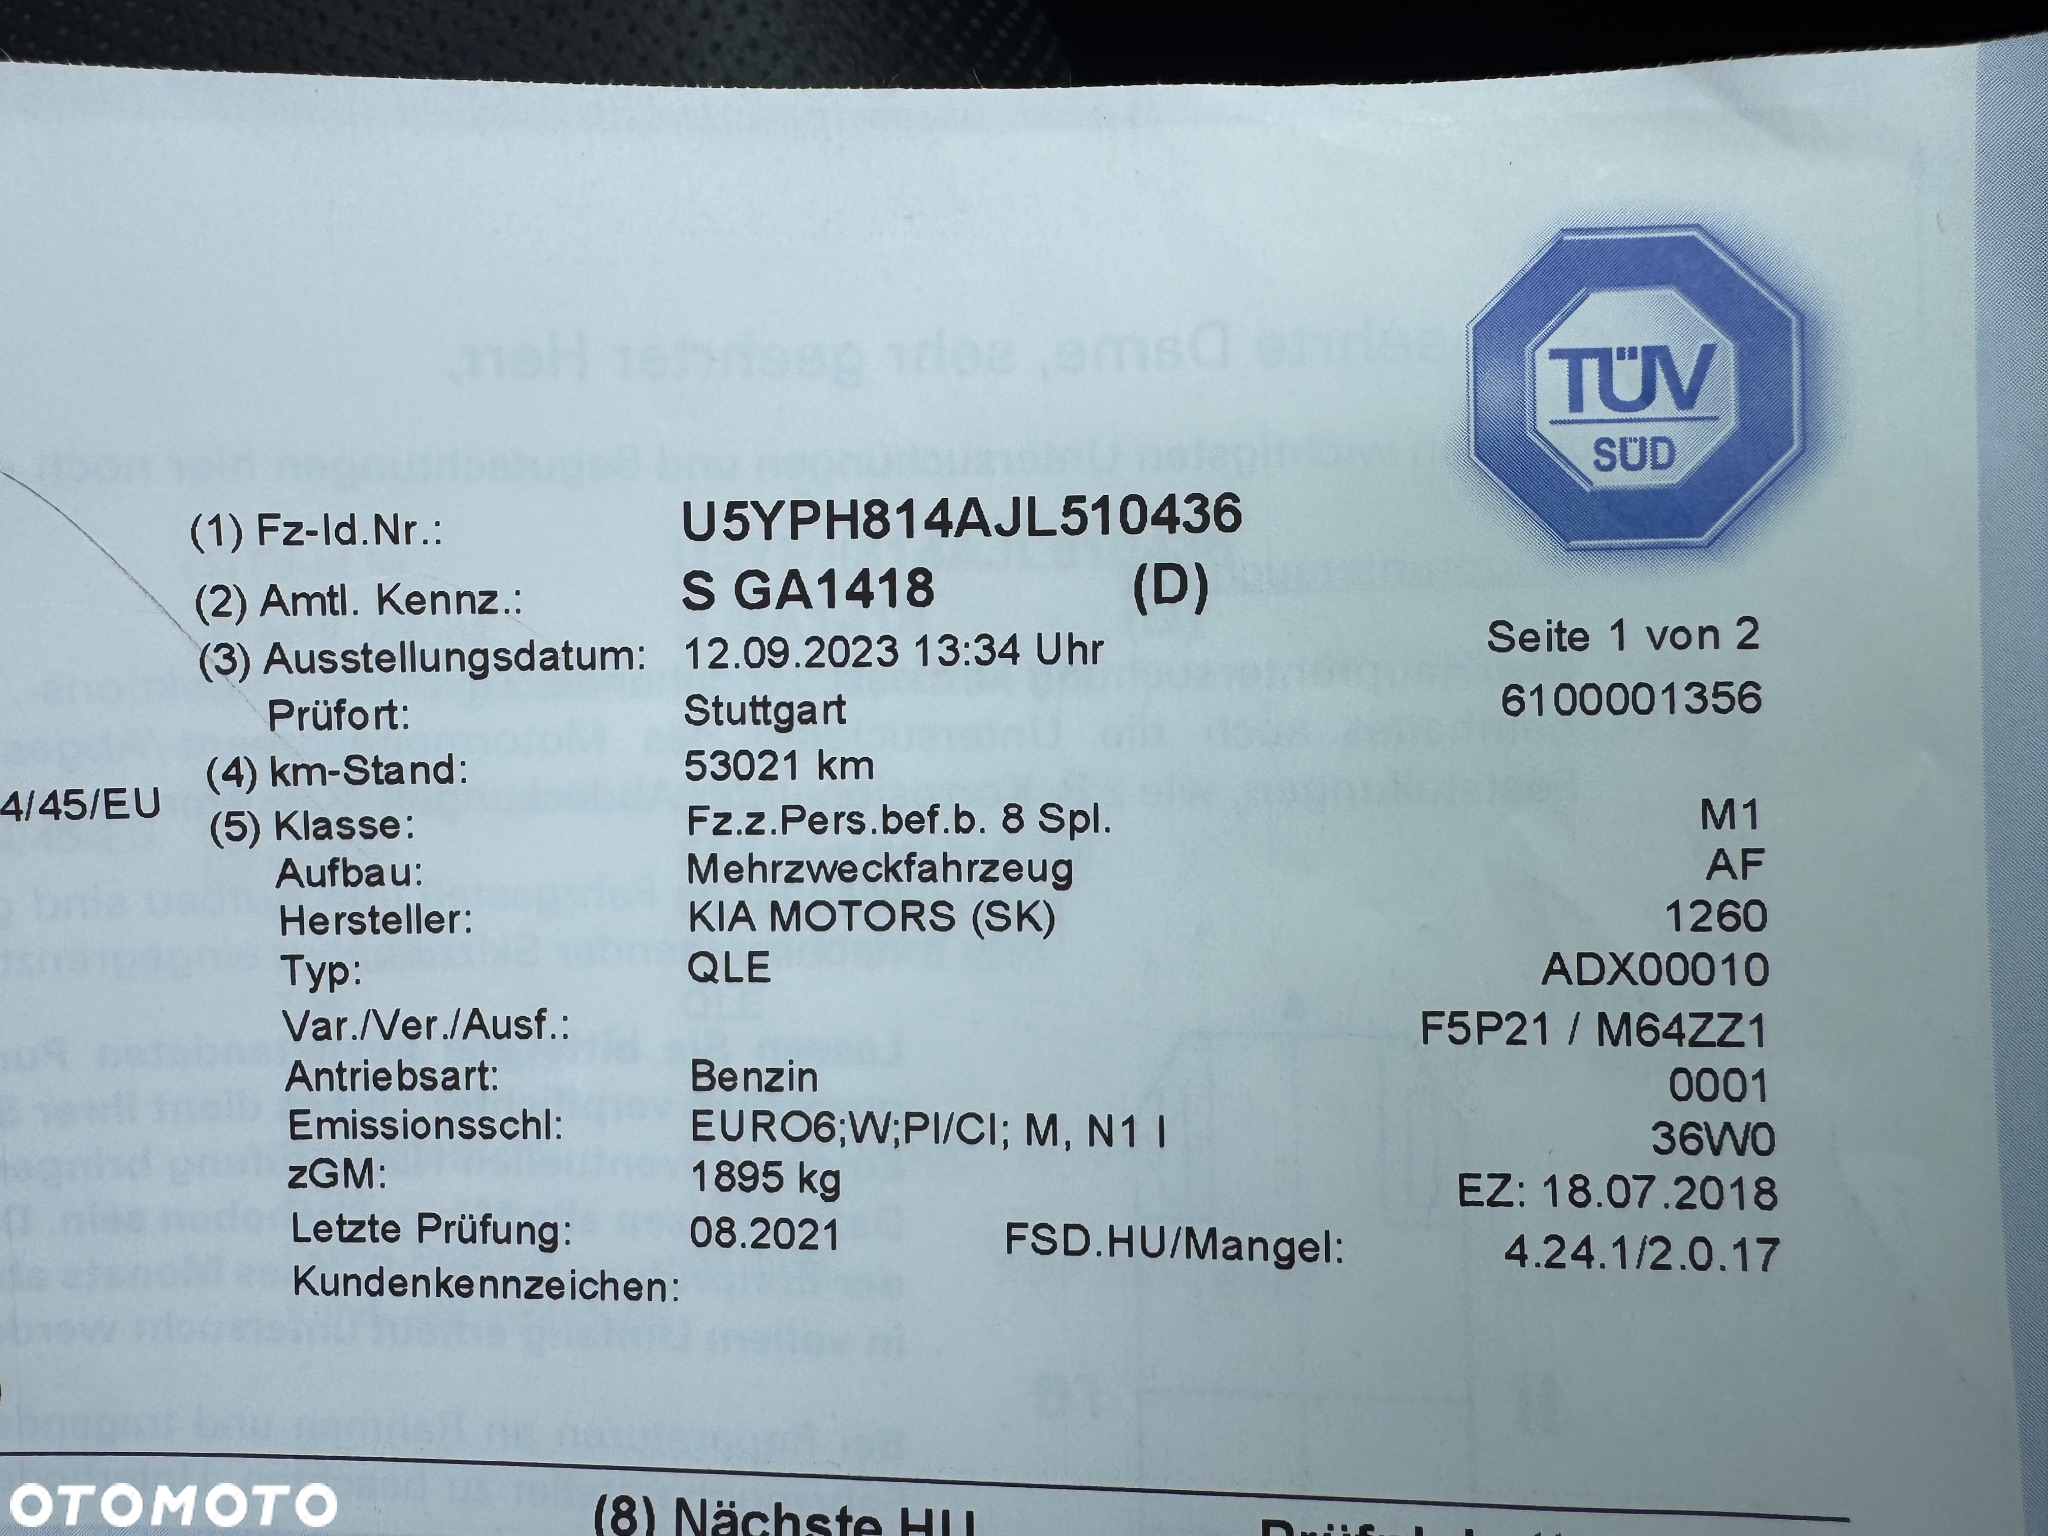 TÜV
SÜD
(1) Fz-Id.Nr.: U5YPH814AJL510436
(2) Amtl. Kennz.: S GA1418 (D)
(3) Ausstellungsdatum: 12.09.2023 13:34 Uhr Seite 1 von 2
Prüfort: Stuttgart 6100001356
(4) km-Stand: 53021 km
4/45/EU
(5) Klasse: Fz.z.Pers.bef.b. 8 Spl. M1
Aufbau: Mehrzweckfahrzeug AF
Hersteller: KIA MOTORS (SK) 1260
Typ: QLE ADX00010
Var./Ver./Ausf.: F5P21 / M64ZZ1
Antriebsart: Benzin 0001
Emissionsschl: EURO6;W;PI/CI; M, N1 I 36W0
zGM: 1895 kg EZ: 18.07.2018
Letzte Prüfung: 08.2021 FSD.HU/Mangel: 4.24.1/2.0.17
Kundenkennzeichen:
(8) Nächste HU
OTOMOTO